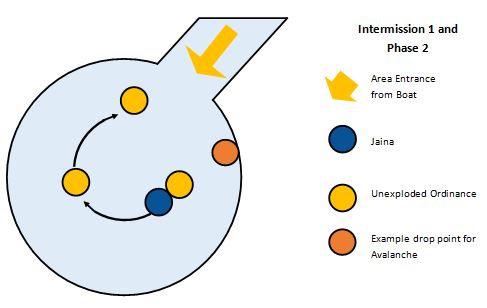 Intermission 1 and
Phase 2
Area Entrance
from Boat
Jaina
Unexploded Ordinance
Example drop point for
Avalanche